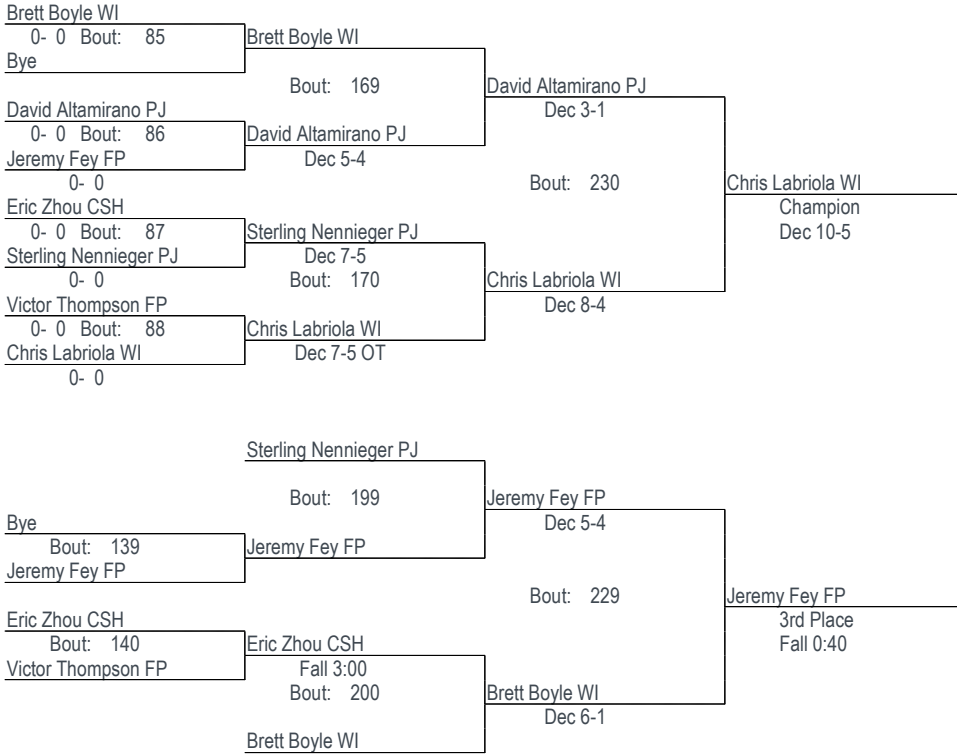 Brett Boyle WI
0- 0 Bout: 85
Brett Boyle WI
Bye
Bout: 169
David Altamirano PJ
David Altamirano PJ
Dec 3-1
0- 0 Bout: 86
David Altamirano PJ
Jeremy Fey FP
Dec 5-4
0- 0
Bout: 230
Chris Labriola WI
Eric Zhou CSH
Champion
0- 0 Bout: 87
Sterling Nennieger PJ
Dec 10-5
Sterling Nennieger PJ
Dec 7-5
0- 0
Bout: 170
Chris Labriola WI
Victor Thompson FP
Dec 8-4
0- 0 Bout: 88
Chris Labriola WI
Chris Labriola WI
Dec 7-5 OT
0- 0
Sterling Nennieger PJ
Bout: 199
Jeremy Fey FP
Bye
Dec 5-4
Bout: 139
Jeremy Fey FP
Jeremy Fey FP
Bout: 229
Jeremy Fey FP
Eric Zhou CSH
3rd Place
Bout: 140
Eric Zhou CSH
Fall 0:40
Victor Thompson FP
Fall 3:00
Bout: 200
Brett Boyle WI
Dec 6-1
Brett Boyle WI